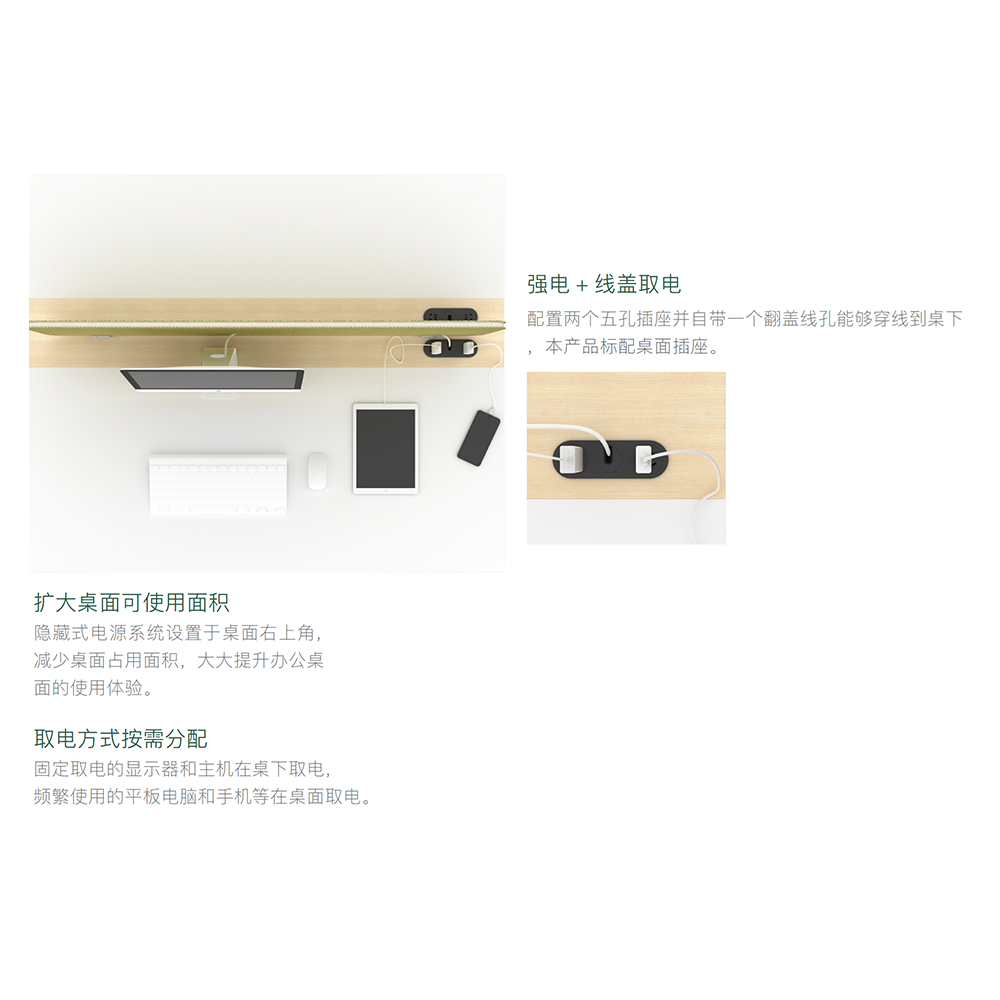 强电 + 线盖取电
配置两个五孔插座并自带一个翻盖线孔能够穿线到桌下
，本产品标配桌面插座。
扩大桌面可使用面积
隐藏式电源系统设置于桌面右上角,
减少桌面占用面积，大大提升办公桌
面的使用体验。
取电方式按需分配
固定取电的显示器和主机在桌下取电,
频繁使用的平板电脑和手机等在桌面取电。